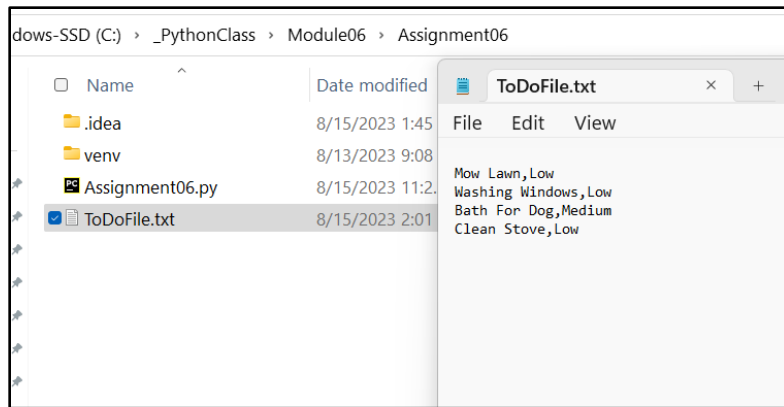 dows-SSD (C:) › _PythonClass › Module06 › Assignment06
Name Date modified
.idea 8/15/2023 1:45
venv 8/13/2023 9:08
PC Assignment06.py 8/15/2023 11:2.
ToDoFile.txt 8/15/2023 2:01
ToDoFile.txt × +
File Edit View
Mow Lawn,Low
Washing Windows,Low
Bath For Dog,Medium
Clean Stove,Low